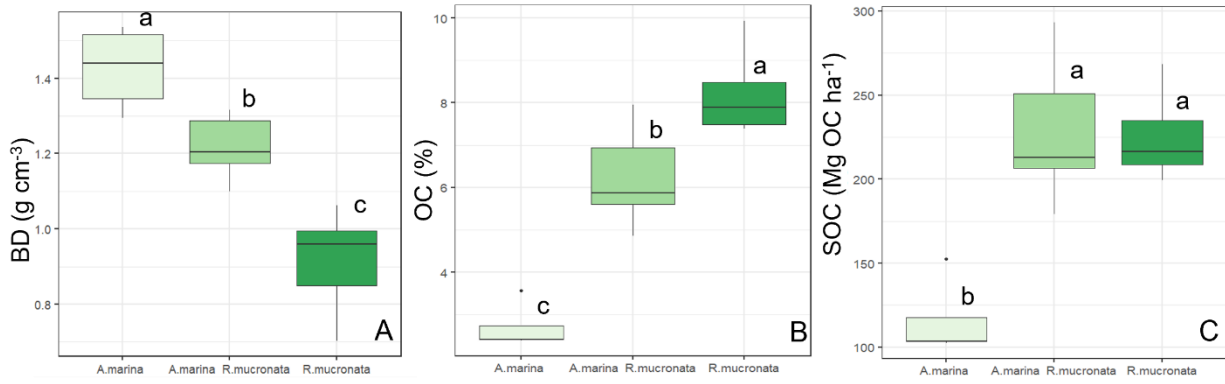 BD (g cm⁻³)
1.4
1.2
1.0
0.8
a
b
c
A
A.marina
A.marina R.mucronata
R.mucronata
OC (%)
10
8
6
4
c
b
a
B
A.marina
A.marina R.mucronata
R.mucronata
SOC (Mg OC ha⁻¹)
300
250
200
150
100
b
a
a
C
A.marina
A.marina R.mucronata
R.mucronata